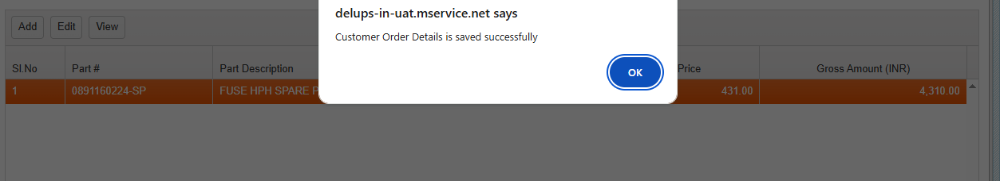 delups-in-uat.mservice.net says
Customer Order Details is saved successfully
OK
Add Edit View
Sl.No Part # Part Description Price Gross Amount (INR)
1 0891160224-SP FUSE HPH SPARE 431.00 4,310.00